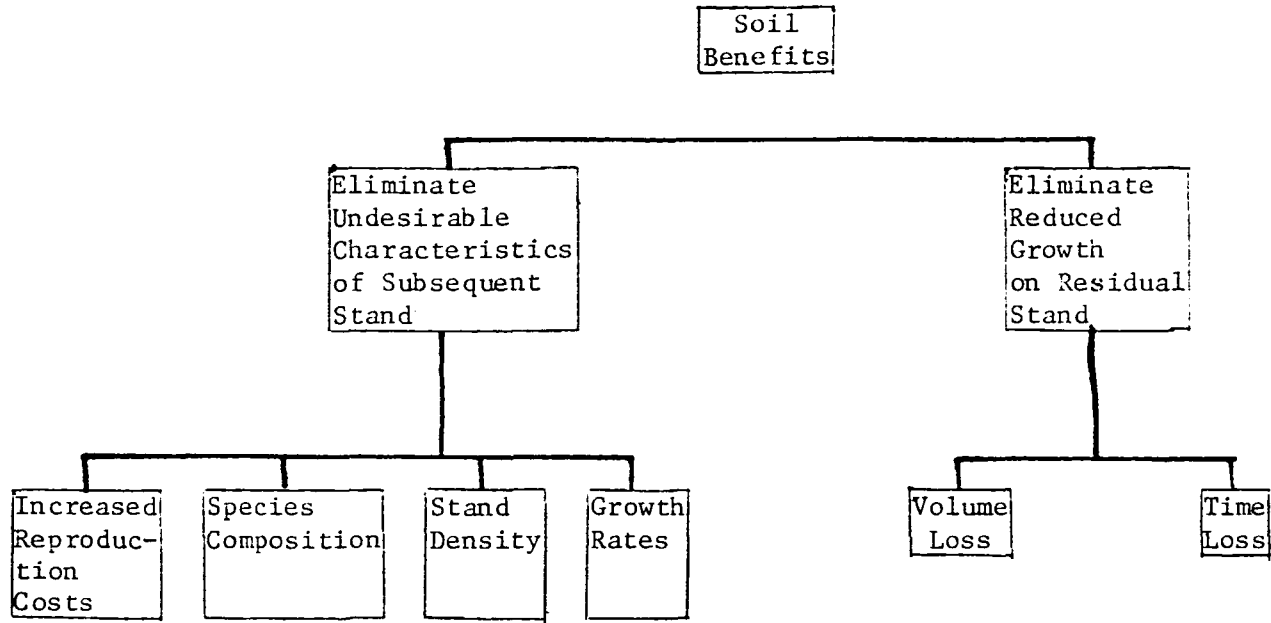 Soil
Benefits
Eliminate
Undesirable
Characteristics
of Subsequent
Stand
Eliminate
Reduced
Growth
on Residual
Stand
Increased
Reproduc-
tion
Costs
Species
Composition
Stand
Density
Growth
Rates
Volume
Loss
Time
Loss